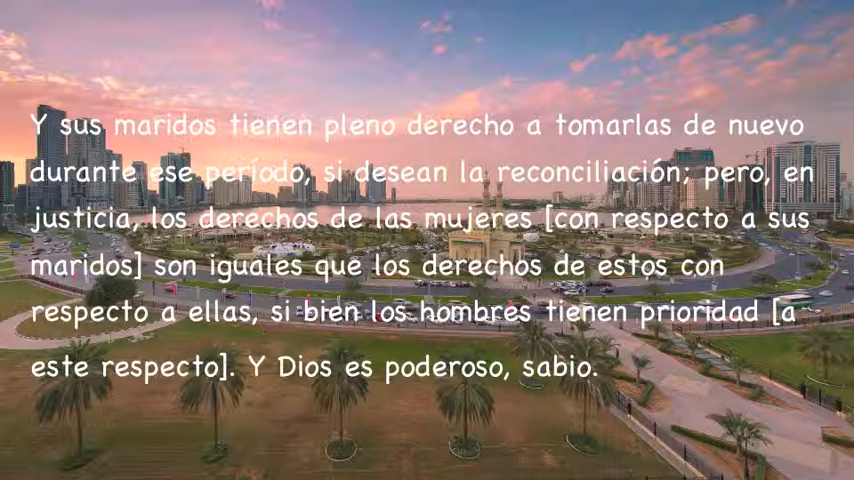 Y sus maridos tienen pleno derecho a tomarlas de nuevo
durante ese período, si desean la reconciliación; pero, en
justicia, los derechos de las mujeres [con respecto a sus
maridos] son iguales que los derechos de estos con
respecto a ellas, si bien los hombres tienen prioridad [a
este respecto]. Y Dios es poderoso, sabio.